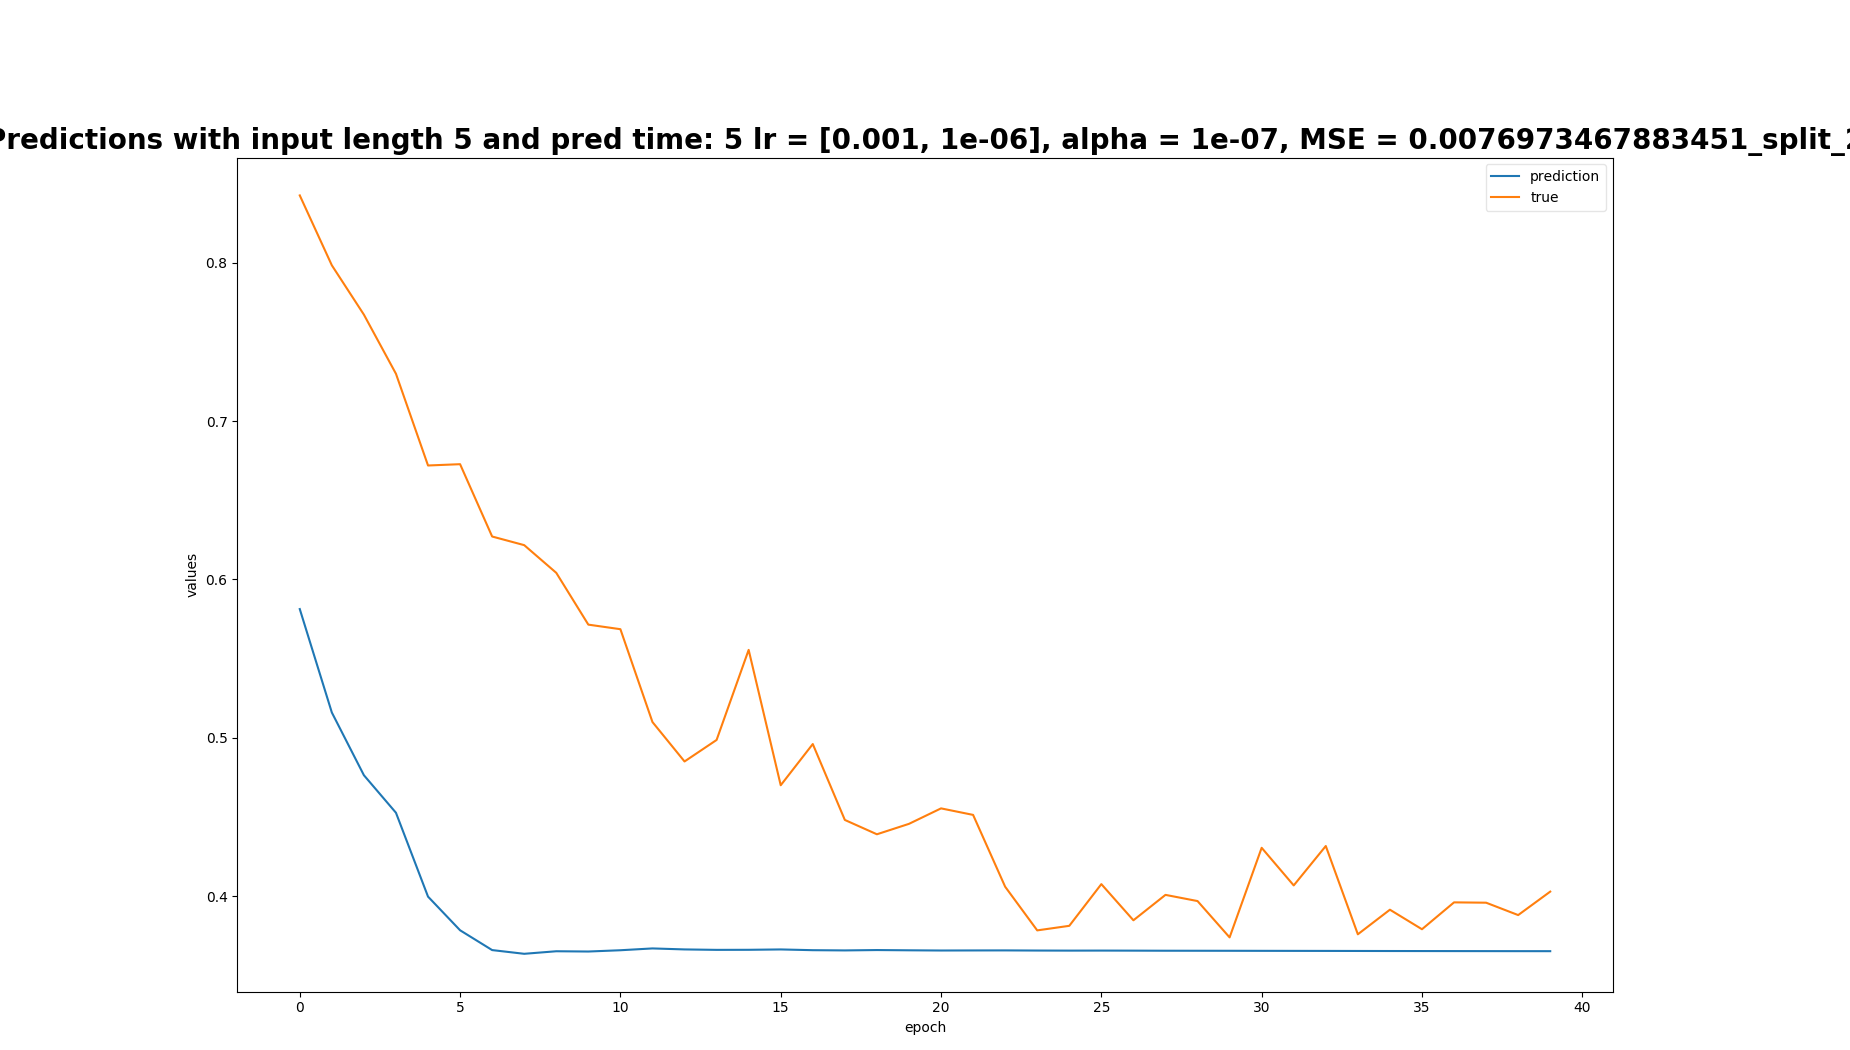 Predictions with input length 5 and pred time: 5 lr = [0.001, 1e-06], alpha = 1e-07, MSE = 0.0076973467883451_split_2
prediction
true
0.8
0.7
0.6
0.5
0.4
values
0 5 10 15 20 25 30 35 40
epoch